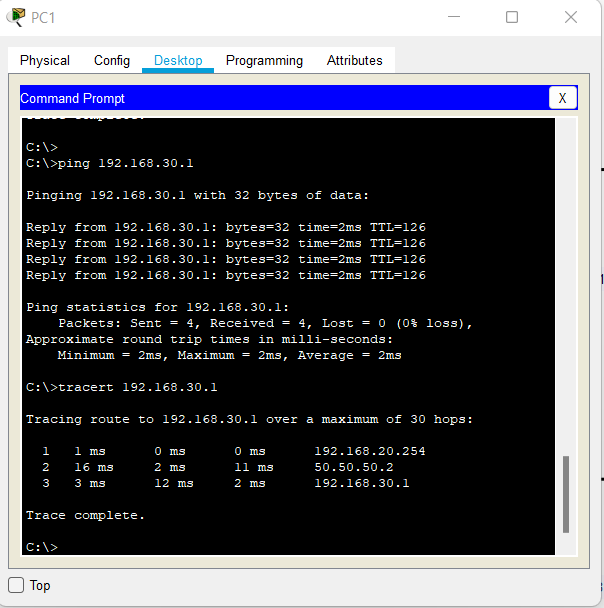 PC1
Physical Config Desktop Programming Attributes
Command Prompt X
C:\>
C:\>ping 192.168.30.1
Pinging 192.168.30.1 with 32 bytes of data:
Reply from 192.168.30.1: bytes=32 time=2ms TTL=126
Reply from 192.168.30.1: bytes=32 time=2ms TTL=126
Reply from 192.168.30.1: bytes=32 time=2ms TTL=126
Reply from 192.168.30.1: bytes=32 time=2ms TTL=126
Ping statistics for 192.168.30.1:
Packets: Sent = 4, Received = 4, Lost = 0 (0% loss),
Approximate round trip times in milli-seconds:
Minimum = 2ms, Maximum = 2ms, Average = 2ms
C:\>tracert 192.168.30.1
Tracing route to 192.168.30.1 over a maximum of 30 hops:
1 1 ms 0 ms 0 ms 192.168.20.254
2 16 ms 2 ms 11 ms 50.50.50.2
3 3 ms 12 ms 2 ms 192.168.30.1
Trace complete.
C:\>
Top